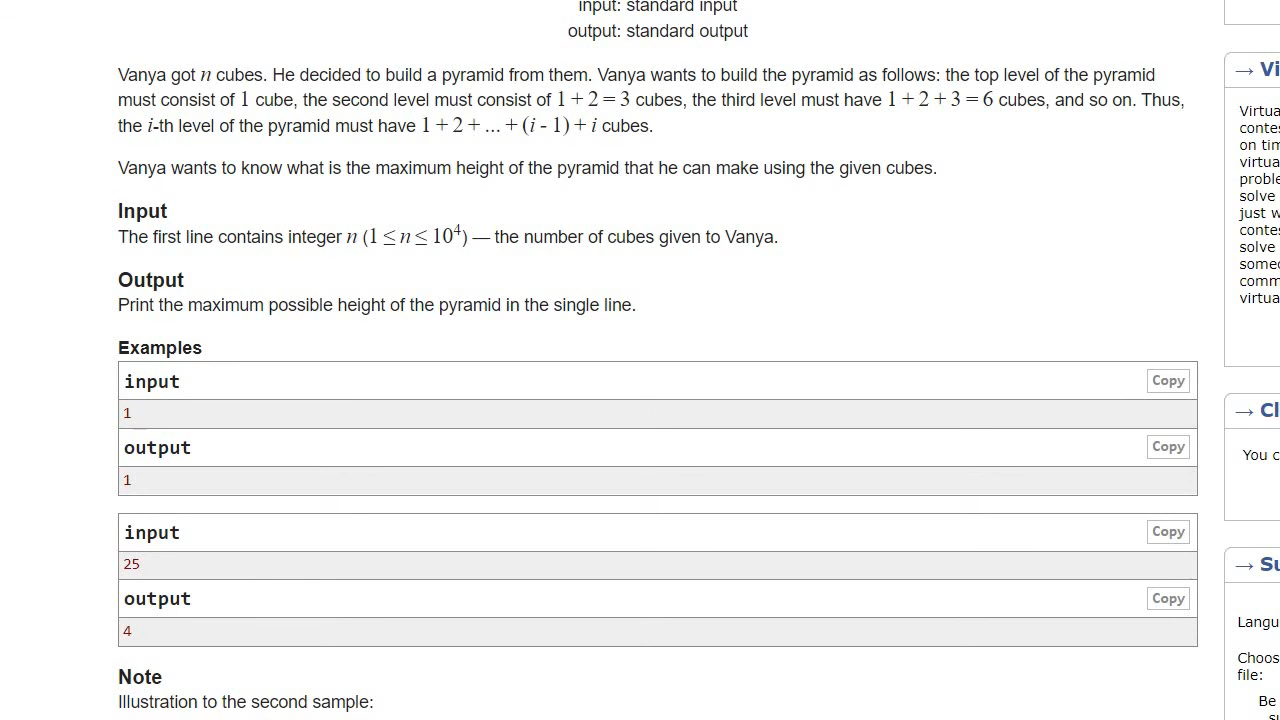 input: standard input
output: standard output
Vanya got n cubes. He decided to build a pyramid from them. Vanya wants to build the pyramid as follows: the top level of the pyramid
must consist of 1 cube, the second level must consist of 1 + 2 = 3 cubes, the third level must have 1 + 2 + 3 = 6 cubes, and so on. Thus,
the i-th level of the pyramid must have 1 + 2 + ... + (i - 1) + i cubes.
Vanya wants to know what is the maximum height of the pyramid that he can make using the given cubes.
Input
The first line contains integer n (1 ≤ n ≤ 10⁴) — the number of cubes given to Vanya.
Output
Print the maximum possible height of the pyramid in the single line.
Examples
input
Copy
1
output
Copy
1
input
Copy
25
output
Copy
4
Note
Illustration to the second sample:
→ Vi
Virtua
contes
on tim
virtua
proble
solve
just w
contes
solve
someo
comm
virtua
→ Cl
You c
→ Su
Langu
Choos
file:
Be
su